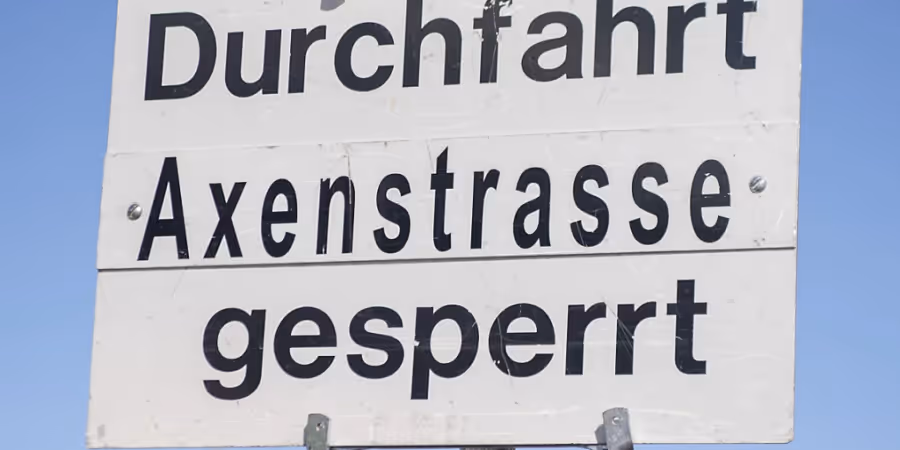 Durchfahrt
Axenstrasse
gesperrt